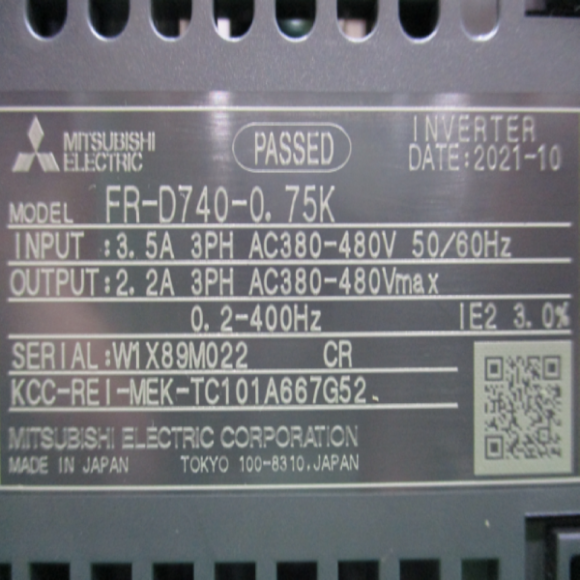 MITSUBISHI ELECTRIC
PASSED
INVERTER
DATE:2021-10
MODEL FR-D740-0.75K
INPUT :3.5A 3PH AC380-480V 50/60Hz
OUTPUT:2.2A 3PH AC380-480Vmax
0.2-400Hz IE2 3.0%
SERIAL:W1X89M022 CR
KCC-REI-MEK-TC101A667G52.
MITSUBISHI ELECTRIC CORPORATION
MADE IN JAPAN TOKYO 100-8310,JAPAN